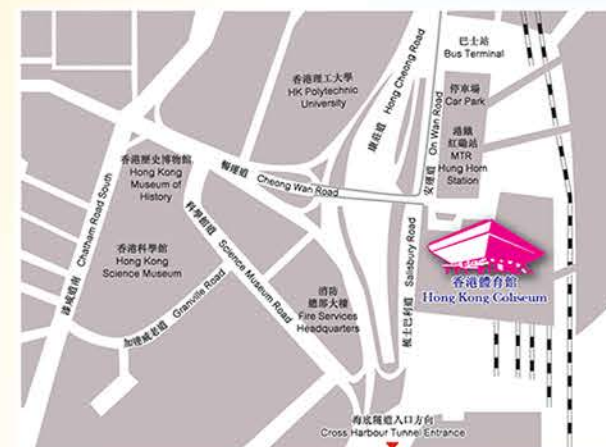 巴士站
Bus Terminal
香港理工大學
HK Polytechnic
University
康莊道 Hong Cheong Road
停車場
Car Park
安運道 On Wan Road
港鐵
紅磡站
MTR
Hung Hom
Station
香港歷史博物館
Hong Kong
Museum of
History
暢運道 Cheong Wan Road
漆咸道南 Chatham Road South
科學館道 Science Museum Road
香港科學館
Hong Kong
Science Museum
加連威老道 Granville Road
消防
總部大樓
Fire Services
Headquarters
梳士巴利道 Salisbury Road
香港體育館
Hong Kong Coliseum
海底隧道入口方向
Cross Harbour Tunnel Entrance